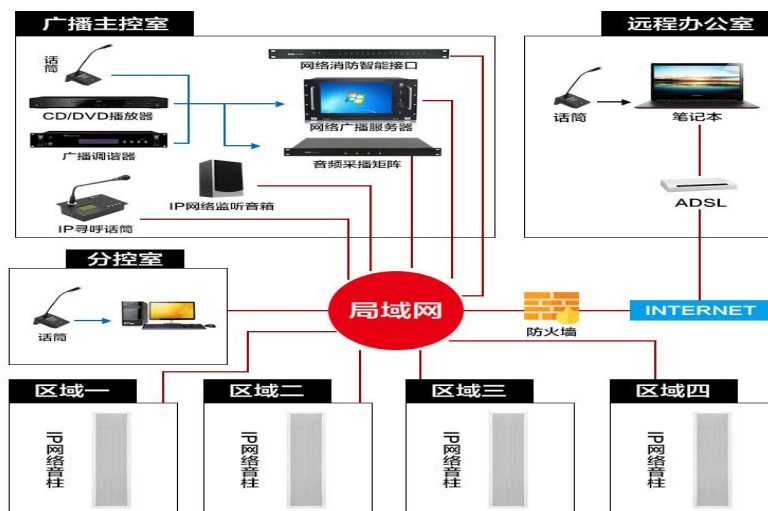 广播主控室
话筒
CD/DVD播放器
广播调谐器
IP寻呼话筒
IP网络监听音箱
网络消防智能接口
网络广播服务器
音频采播矩阵
远程办公室
话筒
笔记本
ADSL
INTERNET
防火墙
局域网
分控室
话筒
区域一
IP网络音柱
区域二
IP网络音柱
区域三
IP网络音柱
区域四
IP网络音柱